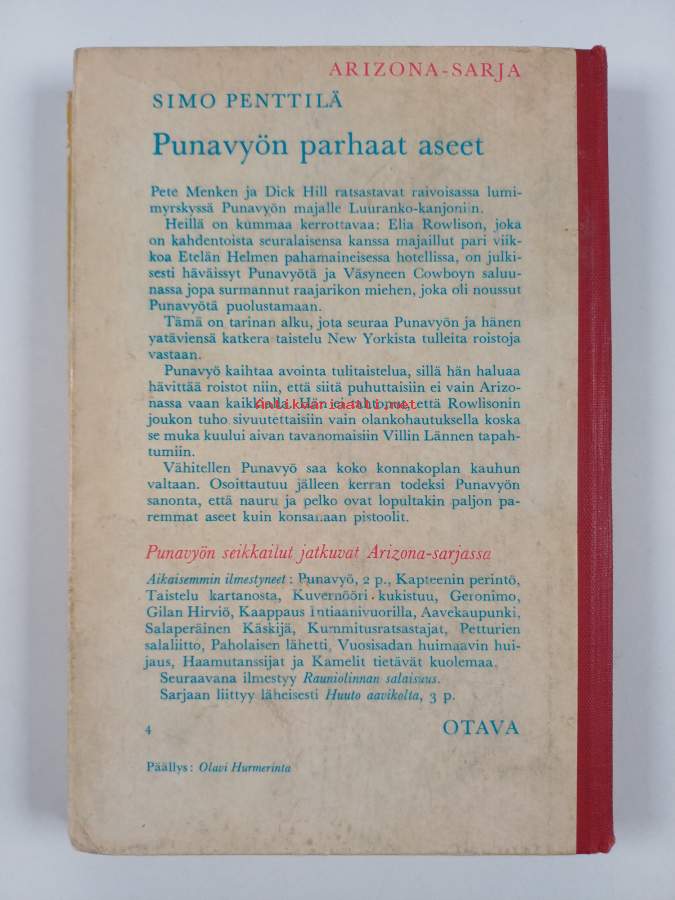 ARIZONA-SARJA
SIMO PENTTILÄ
Punavyön parhaat aseet
Pete Menken ja Dick Hill ratsastavat raivoisassa lumi-
myrskyssä Punavyön majalle Luuranko-kanjoniin.
Heillä on kummaa kerrottavaa: Elia Rowlison, joka
on kahdentoista seuralaisensa kanssa majaillut pari viik-
koa Etelän Helmen pahamaineisessa hotellissa, on julki-
sesti häväissyt Punavyötä ja Väsyneen Cowboyn saluu-
nassa jopa surmannut raajarikon miehen, joka oli noussut
Punavyötä puolustamaan.
Tämä on tarinan alku, jota seuraa Punavyön ja hänen
ystäviensä katkera taistelu New Yorkista tulleita roistoja
vastaan.
Punavyö kaihtaa avointa tulitaistelua, sillä hän haluaa
hävittää roistot niin, että siitä puhuttaisiin ei vain Arizo-
nassa vaan kaikkialla. Hän ei tahtonut, että Rowlisonin
Antikvariaatti.net
joukon tuho sivuutettaisiin vain olankohautuksella koska
se muka kuului aivan tavanomaisiin Villin Lännen tapah-
tumiin.
Vähitellen Punavyö saa koko konnakoplan kauhun
valtaan. Osoittautuu jälleen kerran todeksi Punavyön
sanonta, että nauru ja pelko ovat lopultakin paljon pa-
remmat aseet kuin konsanaan pistoolit.
Punavyön seikkailut jatkuvat Arizona-sarjassa
Aikaisemmin ilmestyneet: Punavyö, 2 p., Kapteenin perintö,
Taistelu kartanosta, Kuvernööri kukistuu, Geronimo,
Gilan Hirviö, Kaappaus Intiaanivuorilla, Aavekaupunki,
Salaperäinen Käskijä, Kummitusratsastajat, Petturien
salaliitto, Paholaisen lähetti, Vuosisadan huimaavin hui-
jaus, Haamutanssijat ja Kamelit tietävät kuolemaa.
Seuraavana ilmestyy Rauniolinnan salaisuus.
Sarjaan liittyy läheisesti Huuto aavikolta, 3 p.
4
OTAVA
Päällys: Olavi Hurmerinta